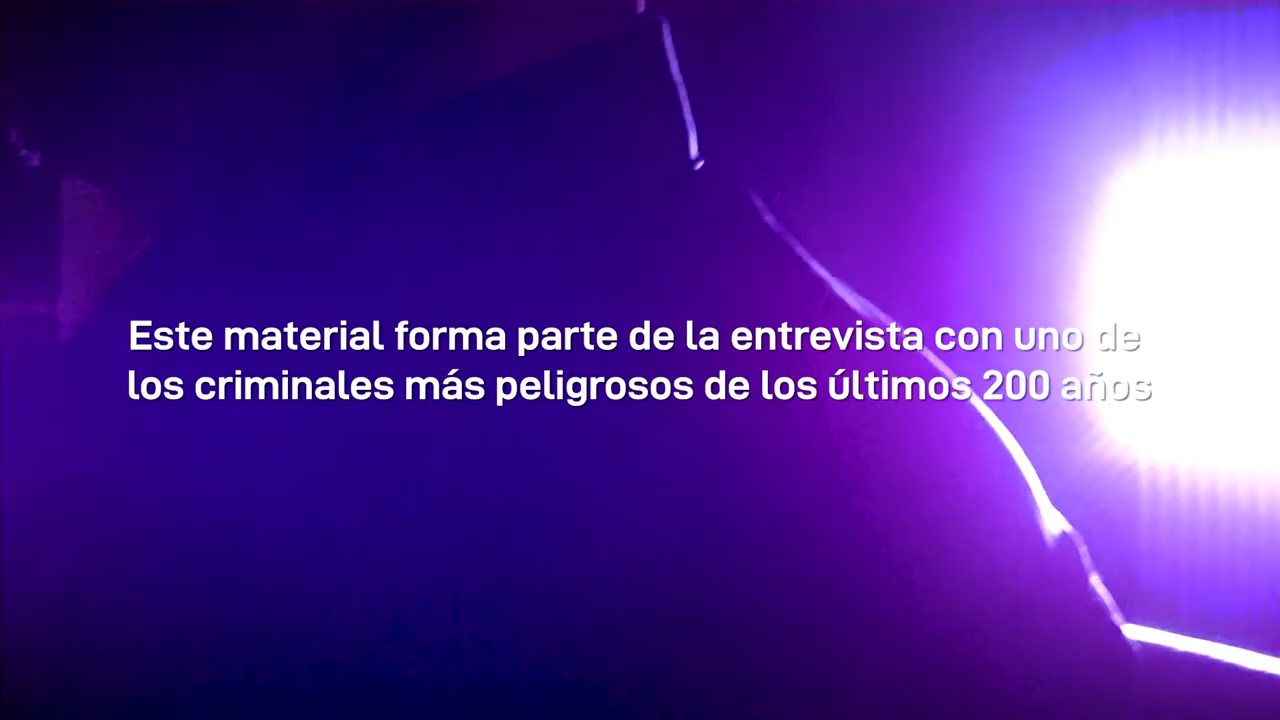 Este material forma parte de la entrevista con uno de
los criminales más peligrosos de los últimos 200 años